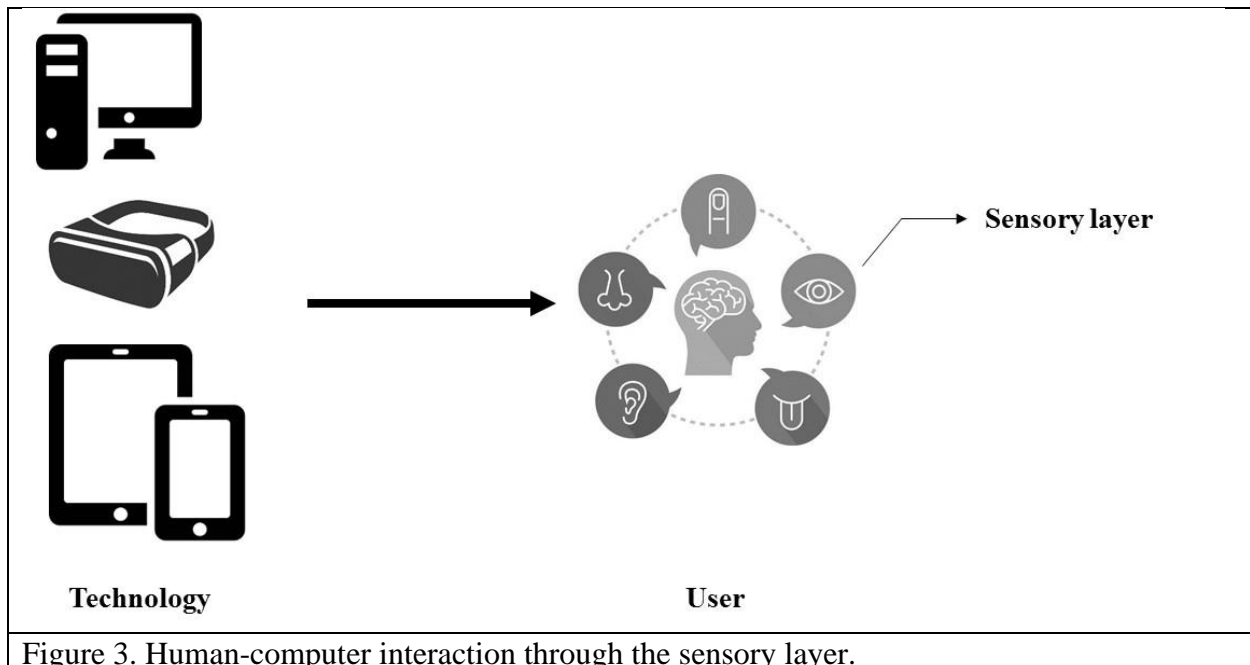 Sensory layer
Technology
User
Figure 3. Human-computer interaction through the sensory layer.